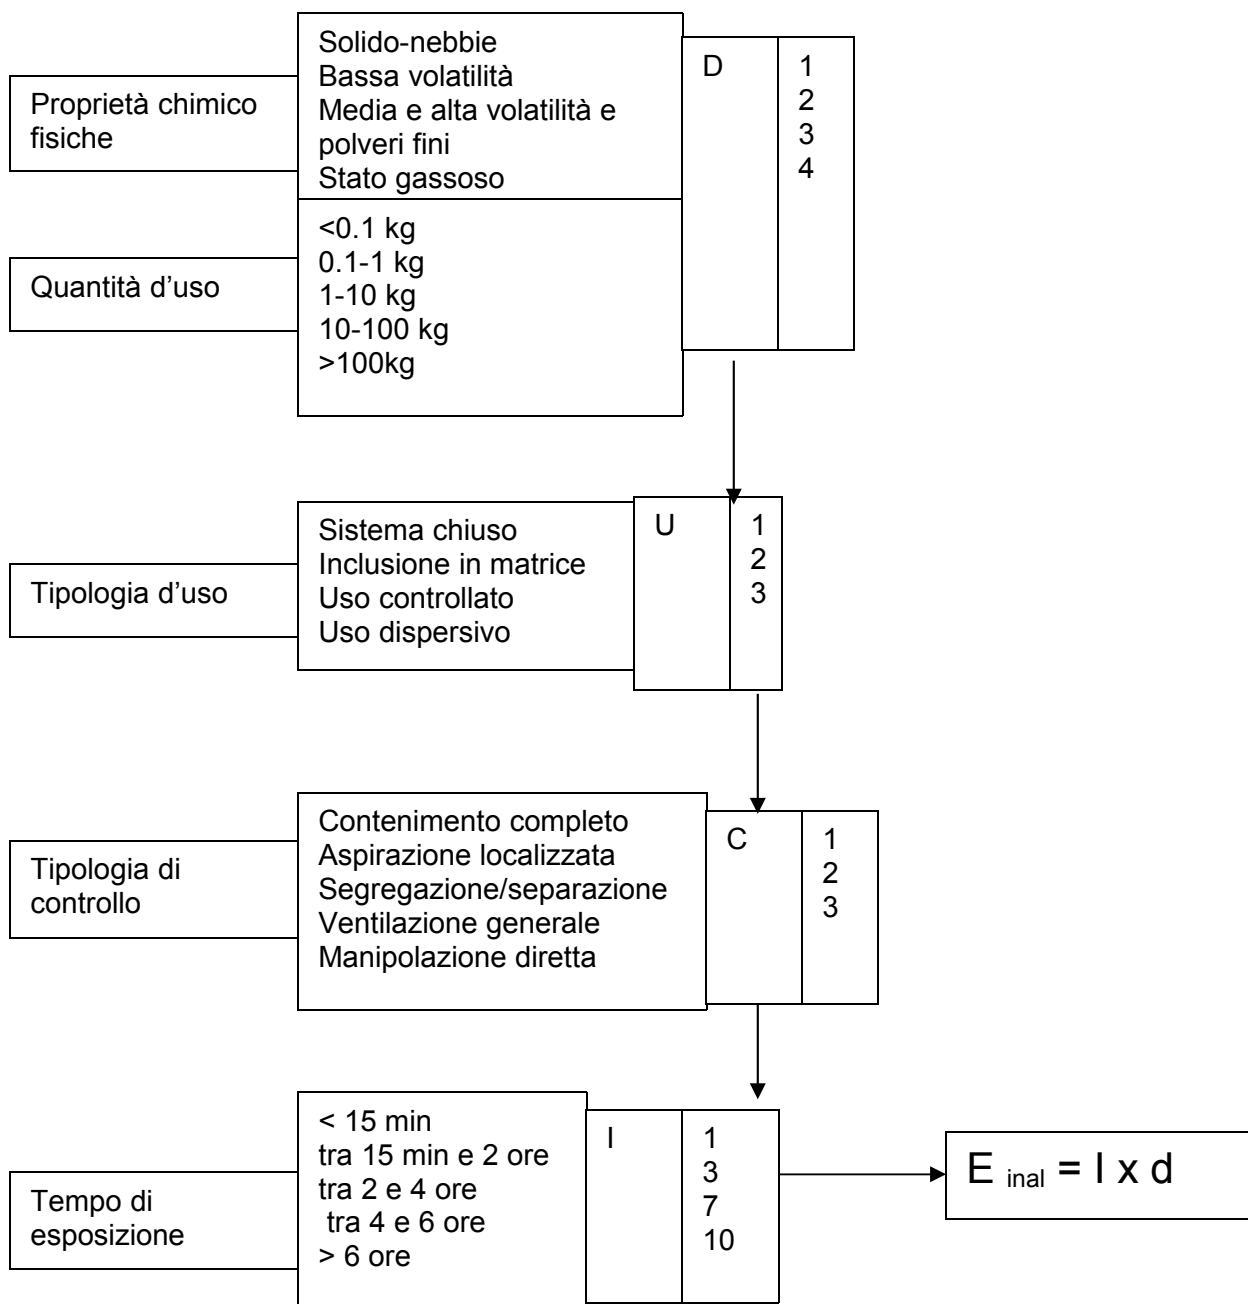 Proprietà chimico
fisiche
Solido-nebbie
Bassa volatilità
Media e alta volatilità e
polveri fini
Stato gassoso
D
1
2
3
4
Quantità d’uso
<0.1 kg
0.1-1 kg
1-10 kg
10-100 kg
>100kg
Tipologia d’uso
Sistema chiuso
Inclusione in matrice
Uso controllato
Uso dispersivo
U
1
2
3
Tipologia di
controllo
Contenimento completo
Aspirazione localizzata
Segregazione/separazione
Ventilazione generale
Manipolazione diretta
C
1
2
3
Tempo di
esposizione
< 15 min
tra 15 min e 2 ore
tra 2 e 4 ore
tra 4 e 6 ore
> 6 ore
I
1
3
7
10
E inal = I x d